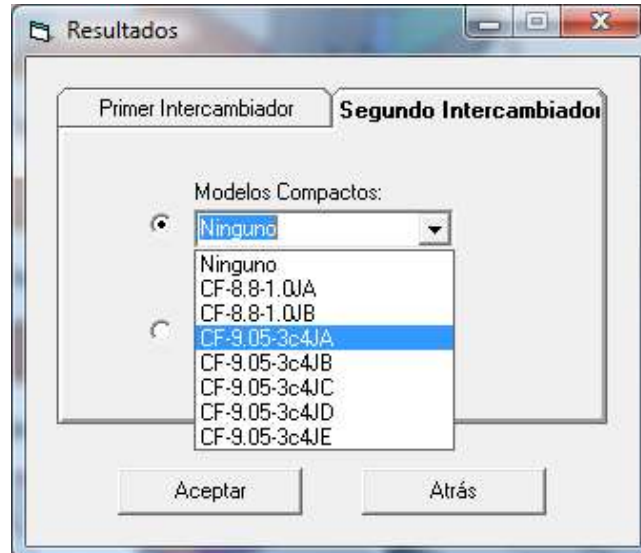 Resultados
Primer Intercambiador
Segundo Intercambiador
Modelos Compactos:
Ninguno
Ninguno
CF-8.8-1.0JA
CF-8.8-1.0JB
CF-9.05-3c4JA
CF-9.05-3c4JB
CF-9.05-3c4JC
CF-9.05-3c4JD
CF-9.05-3c4JE
Aceptar
Atrás